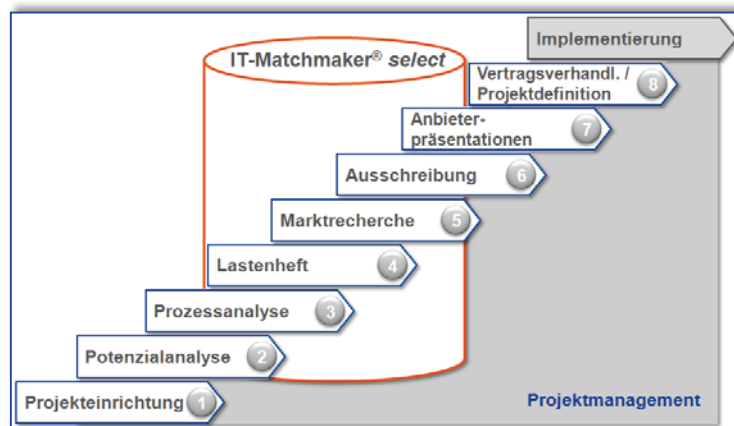 Implementierung
IT-Matchmaker® select
Vertragsverhandl. /
Projektdefinition 8
Anbieter-
präsentationen 7
Ausschreibung 6
Marktrecherche 5
Lastenheft 4
Prozessanalyse 3
Potenzialanalyse 2
Projekteinrichtung 1
Projektmanagement